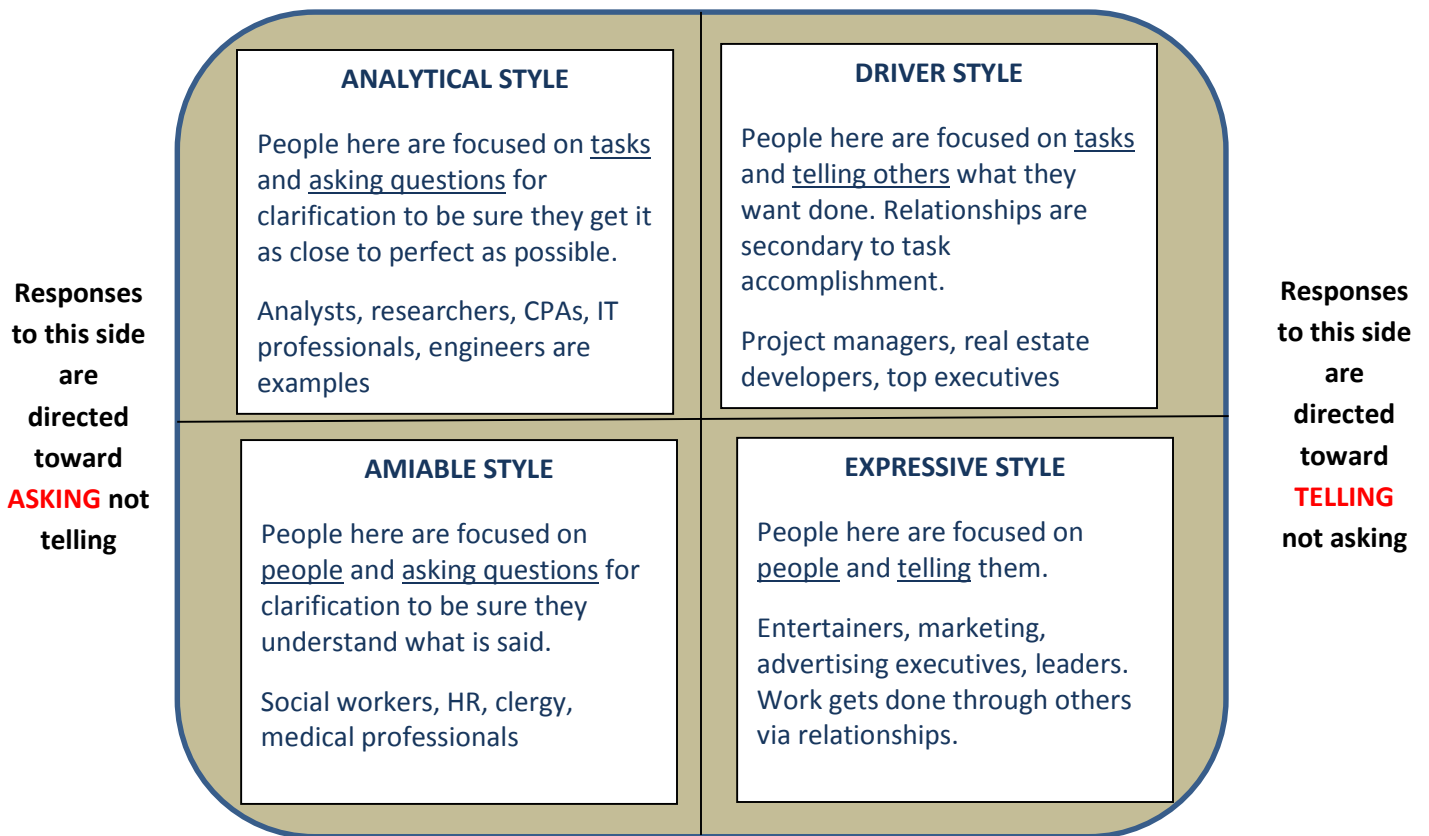 ANALYTICAL STYLE
People here are focused on tasks
and asking questions for
clarification to be sure they get it
as close to perfect as possible.
Analysts, researchers, CPAs, IT
professionals, engineers are
examples
DRIVER STYLE
People here are focused on tasks
and telling others what they
want done. Relationships are
secondary to task
accomplishment.
Project managers, real estate
developers, top executives
Responses
to this side
are
directed
toward
ASKING not
telling
Responses
to this side
are
directed
toward
TELLING
not asking
AMIABLE STYLE
People here are focused on
people and asking questions for
clarification to be sure they
understand what is said.
Social workers, HR, clergy,
medical professionals
EXPRESSIVE STYLE
People here are focused on
people and telling them.
Entertainers, marketing,
advertising executives, leaders.
Work gets done through others
via relationships.